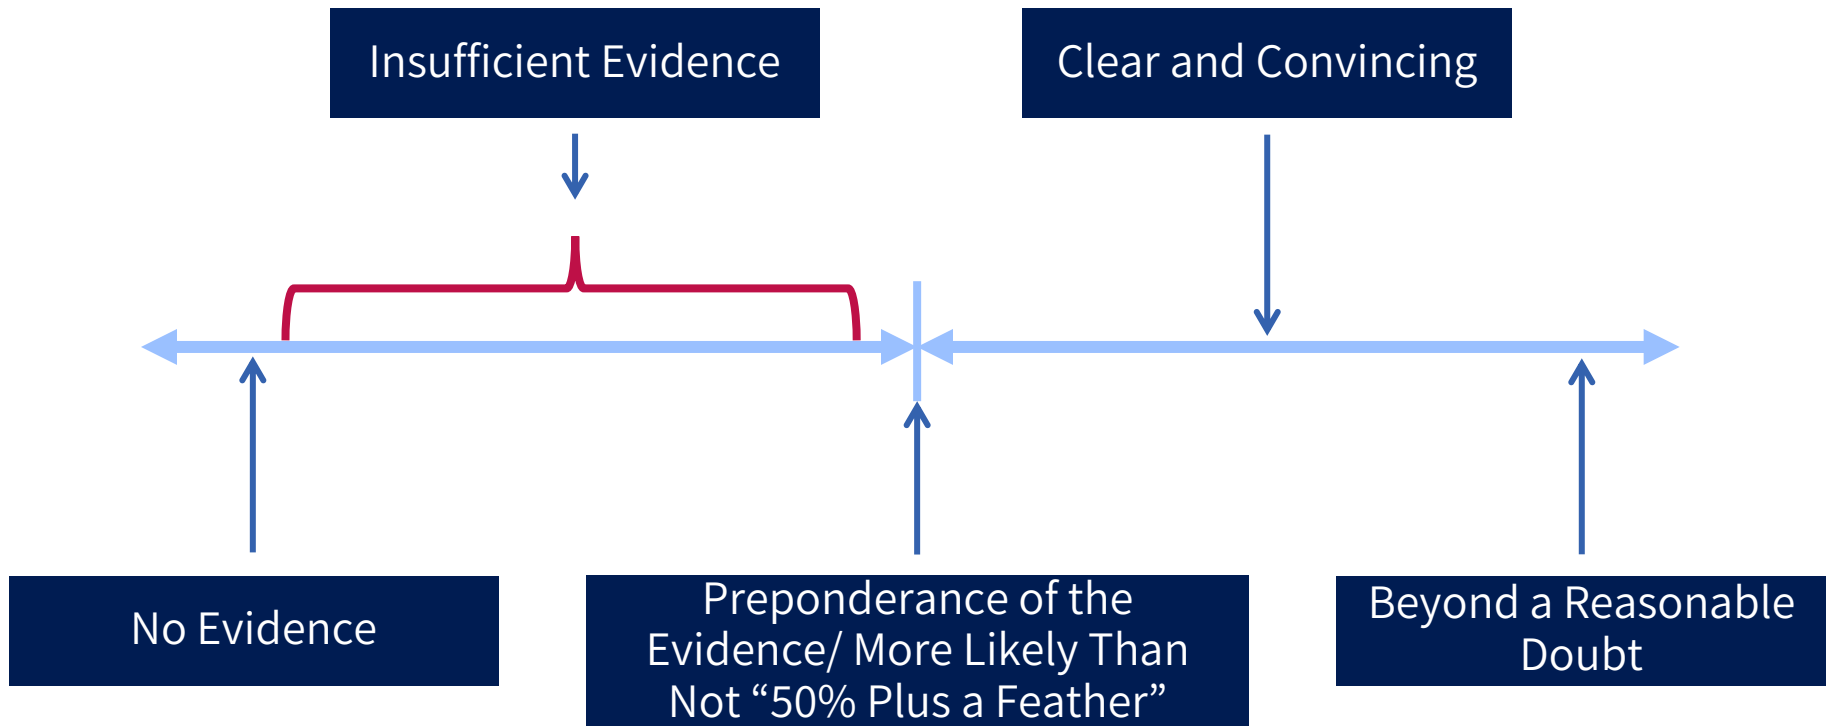 Insufficient Evidence
Clear and Convincing
No Evidence
Preponderance of the
Evidence/ More Likely Than
Not “50% Plus a Feather”
Beyond a Reasonable
Doubt